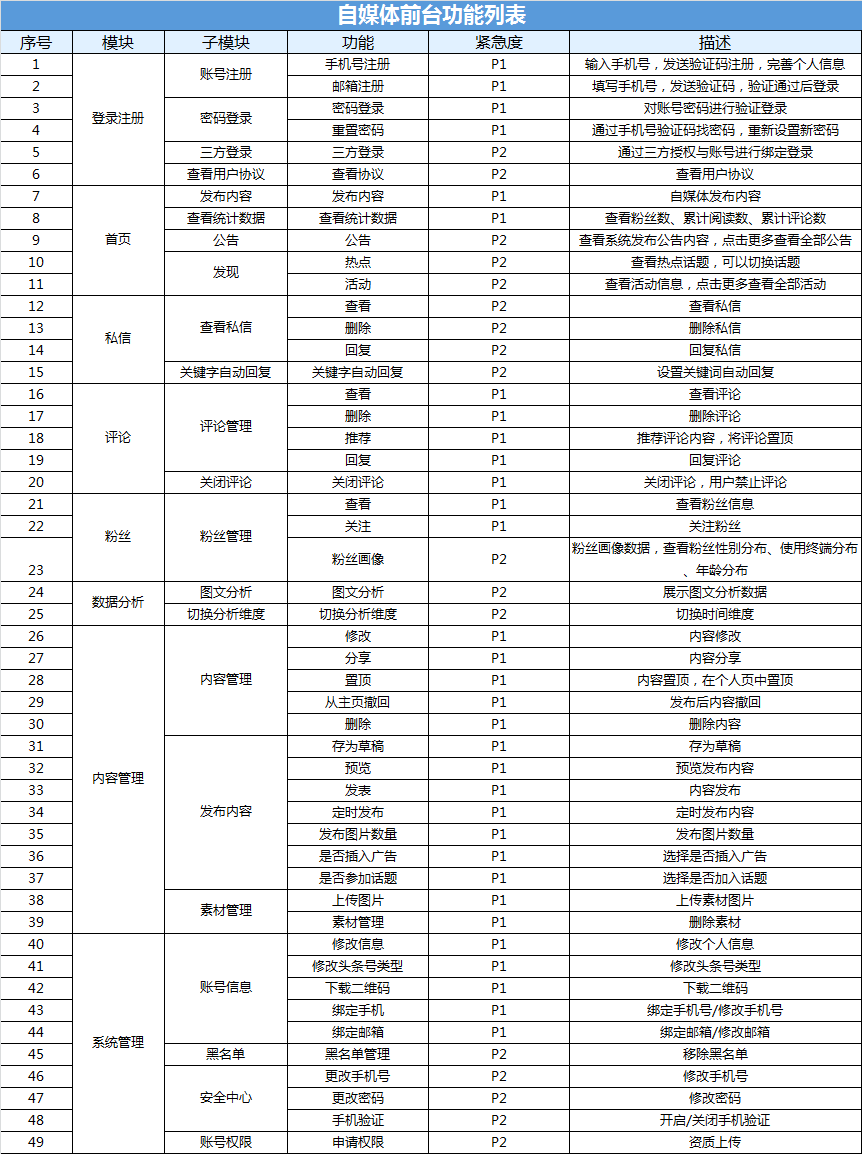 自媒体前台功能列表
序号 模块 子模块 功能 紧急度 描述
1 登录注册 账号注册 手机号注册 P1 输入手机号，发送验证码注册，完善个人信息
2 邮箱注册 P1 填写手机号，发送验证码，验证通过后登录
3 密码登录 密码登录 P1 对账号密码进行验证登录
4 重置密码 P1 通过手机号验证码找密码，重新设置新密码
5 三方登录 三方登录 P2 通过三方授权与账号进行绑定登录
6 查看用户协议 查看协议 P2 查看用户协议
7 首页 发布内容 发布内容 P1 自媒体发布内容
8 查看统计数据 查看统计数据 P1 查看粉丝数、累计阅读数、累计评论数
9 公告 公告 P2 查看系统发布公告内容，点击更多查看全部公告
10 发现 热点 P2 查看热点话题，可以切换话题
11 活动 P2 查看活动信息，点击更多查看全部活动
12 私信 查看私信 查看 P2 查看私信
13 删除 P2 删除私信
14 回复 P2 回复私信
15 关键字自动回复 关键字自动回复 P2 设置关键词自动回复
16 评论 评论管理 查看 P1 查看评论
17 删除 P1 删除评论
18 推荐 P1 推荐评论内容，将评论置顶
19 回复 P1 回复评论
20 关闭评论 关闭评论 P1 关闭评论，用户禁止评论
21 粉丝 粉丝管理 查看 P1 查看粉丝信息
22 关注 P1 关注粉丝
23 粉丝画像 P2 粉丝画像数据，查看粉丝性别分布、使用终端分布
、年龄分布
24 数据分析 图文分析 图文分析 P2 展示图文分析数据
25 切换分析维度 切换分析维度 P2 切换时间维度
26 内容管理 内容管理 修改 P1 内容修改
27 分享 P1 内容分享
28 置顶 P1 内容置顶，在个人页中置顶
29 从主页撤回 P1 发布后内容撤回
30 删除 P1 删除内容
31 发布内容 存为草稿 P1 存为草稿
32 预览 P1 预览发布内容
33 发表 P1 内容发布
34 定时发布 P1 定时发布内容
35 发布图片数量 P1 发布图片数量
36 是否插入广告 P1 选择是否插入广告
37 是否参加话题 P1 选择是否加入话题
38 素材管理 上传图片 P1 上传素材图片
39 素材管理 P1 删除素材
40 系统管理 账号信息 修改信息 P1 修改个人信息
41 修改头条号类型 P1 修改头条号类型
42 下载二维码 P1 下载二维码
43 绑定手机 P1 绑定手机号/修改手机号
44 绑定邮箱 P1 绑定邮箱/修改邮箱
45 黑名单 黑名单管理 P2 移除黑名单
46 安全中心 更改手机号 P2 修改手机号
47 更改密码 P2 修改密码
48 手机验证 P2 开启/关闭手机验证
49 账号权限 申请权限 P2 资质上传